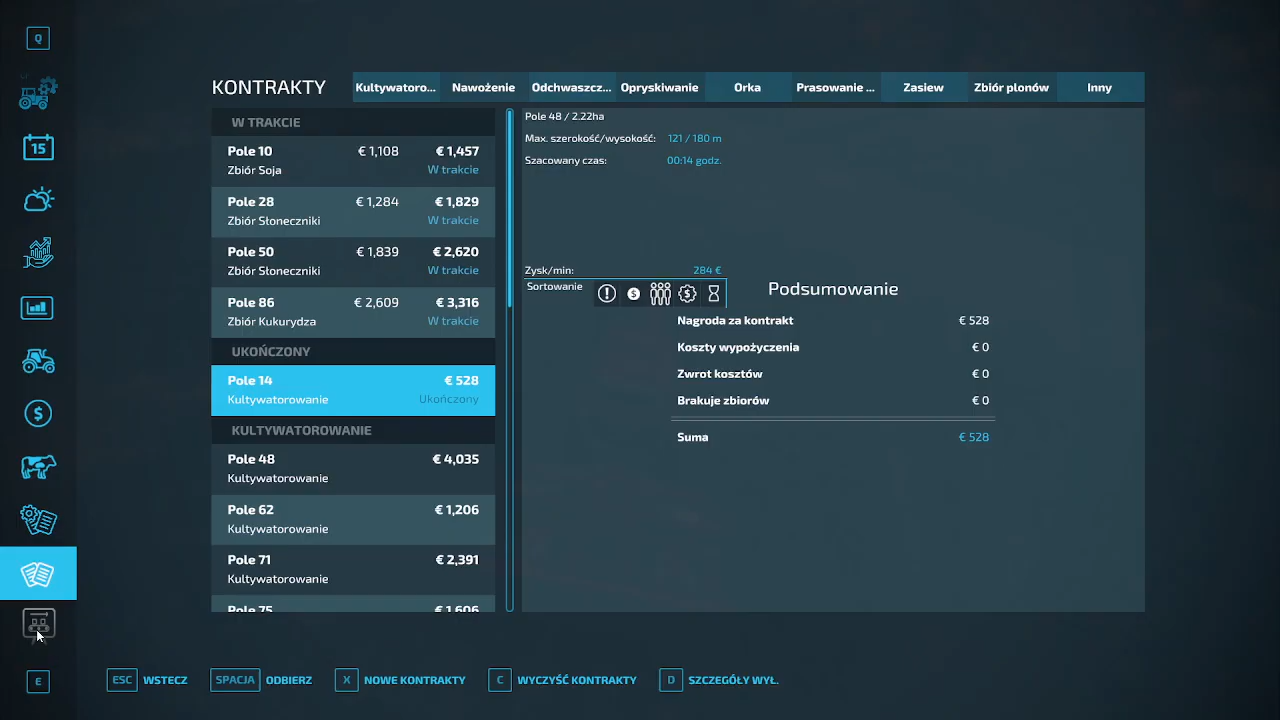 Q
KONTRAKTY
Kultywatoro...
Nawożenie
Odchwaszcz...
Opryskiwanie
Orka
Prasowanie ...
Zasiew
Zbiór plonów
Inny
15
W TRAKCIE
Pole 10 € 1,108 € 1,457
Zbiór Soja W trakcie
Pole 28 € 1,284 € 1,829
Zbiór Słoneczniki W trakcie
Pole 50 € 1,839 € 2,620
Zbiór Słoneczniki W trakcie
Pole 86 € 2,609 € 3,316
Zbiór Kukurydza W trakcie
UKOŃCZONY
Pole 14 € 528
Kultywatorowanie Ukończony
KULTYWATOROWANIE
Pole 48 € 4,035
Kultywatorowanie
Pole 62 € 1,206
Kultywatorowanie
Pole 71 € 2,391
Kultywatorowanie
Pole 75 € 1,606
Pole 48 / 2.22ha
Max. szerokość/wysokość: 121 / 180 m
Szacowany czas: 00:14 godz.
Zysk/min: 284 €
Sortowanie
Podsumowanie
Nagroda za kontrakt € 528
Koszty wypożyczenia € 0
Zwrot kosztów € 0
Brakuje zbiorów € 0
Suma € 528
E
ESC WSTECZ
SPACJA ODBIERZ
X NOWE KONTRAKTY
C WYCZYŚĆ KONTRAKTY
D SZCZEGÓŁY WYŁ.